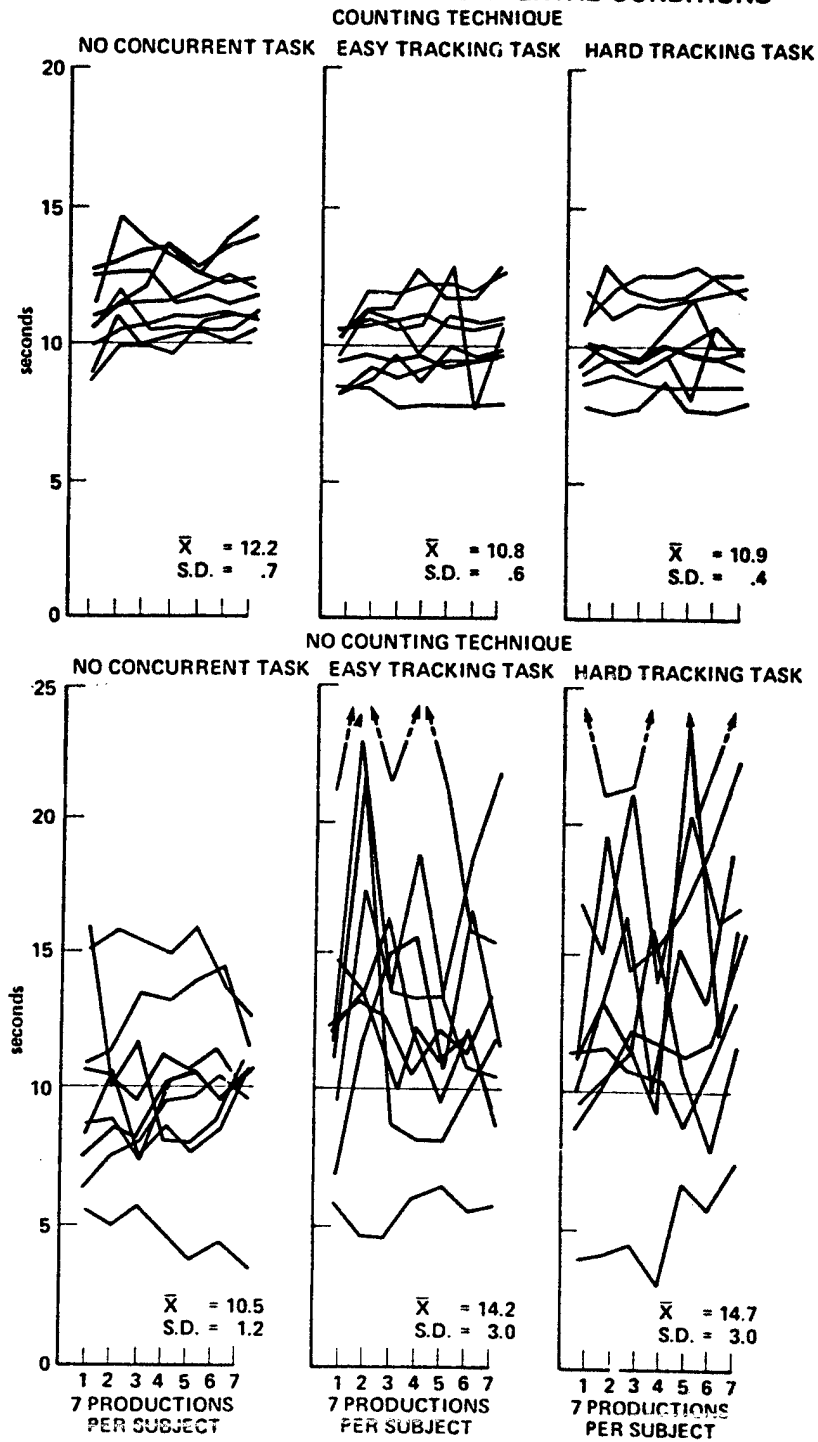 CONDITIONS
COUNTING TECHNIQUE
NO CONCURRENT TASK EASY TRACKING TASK HARD TRACKING TASK
20
15
10
5
0
seconds
X̄ = 12.2
S.D. = .7
X̄ = 10.8
S.D. = .6
X̄ = 10.9
S.D. = .4
NO COUNTING TECHNIQUE
NO CONCURRENT TASK EASY TRACKING TASK HARD TRACKING TASK
25
20
15
10
5
0
seconds
X̄ = 10.5
S.D. = 1.2
X̄ = 14.2
S.D. = 3.0
X̄ = 14.7
S.D. = 3.0
1 2 3 4 5 6 7
7 PRODUCTIONS
PER SUBJECT
1 2 3 4 5 6 7
7 PRODUCTIONS
PER SUBJECT
1 2 3 4 5 6 7
7 PRODUCTIONS
PER SUBJECT